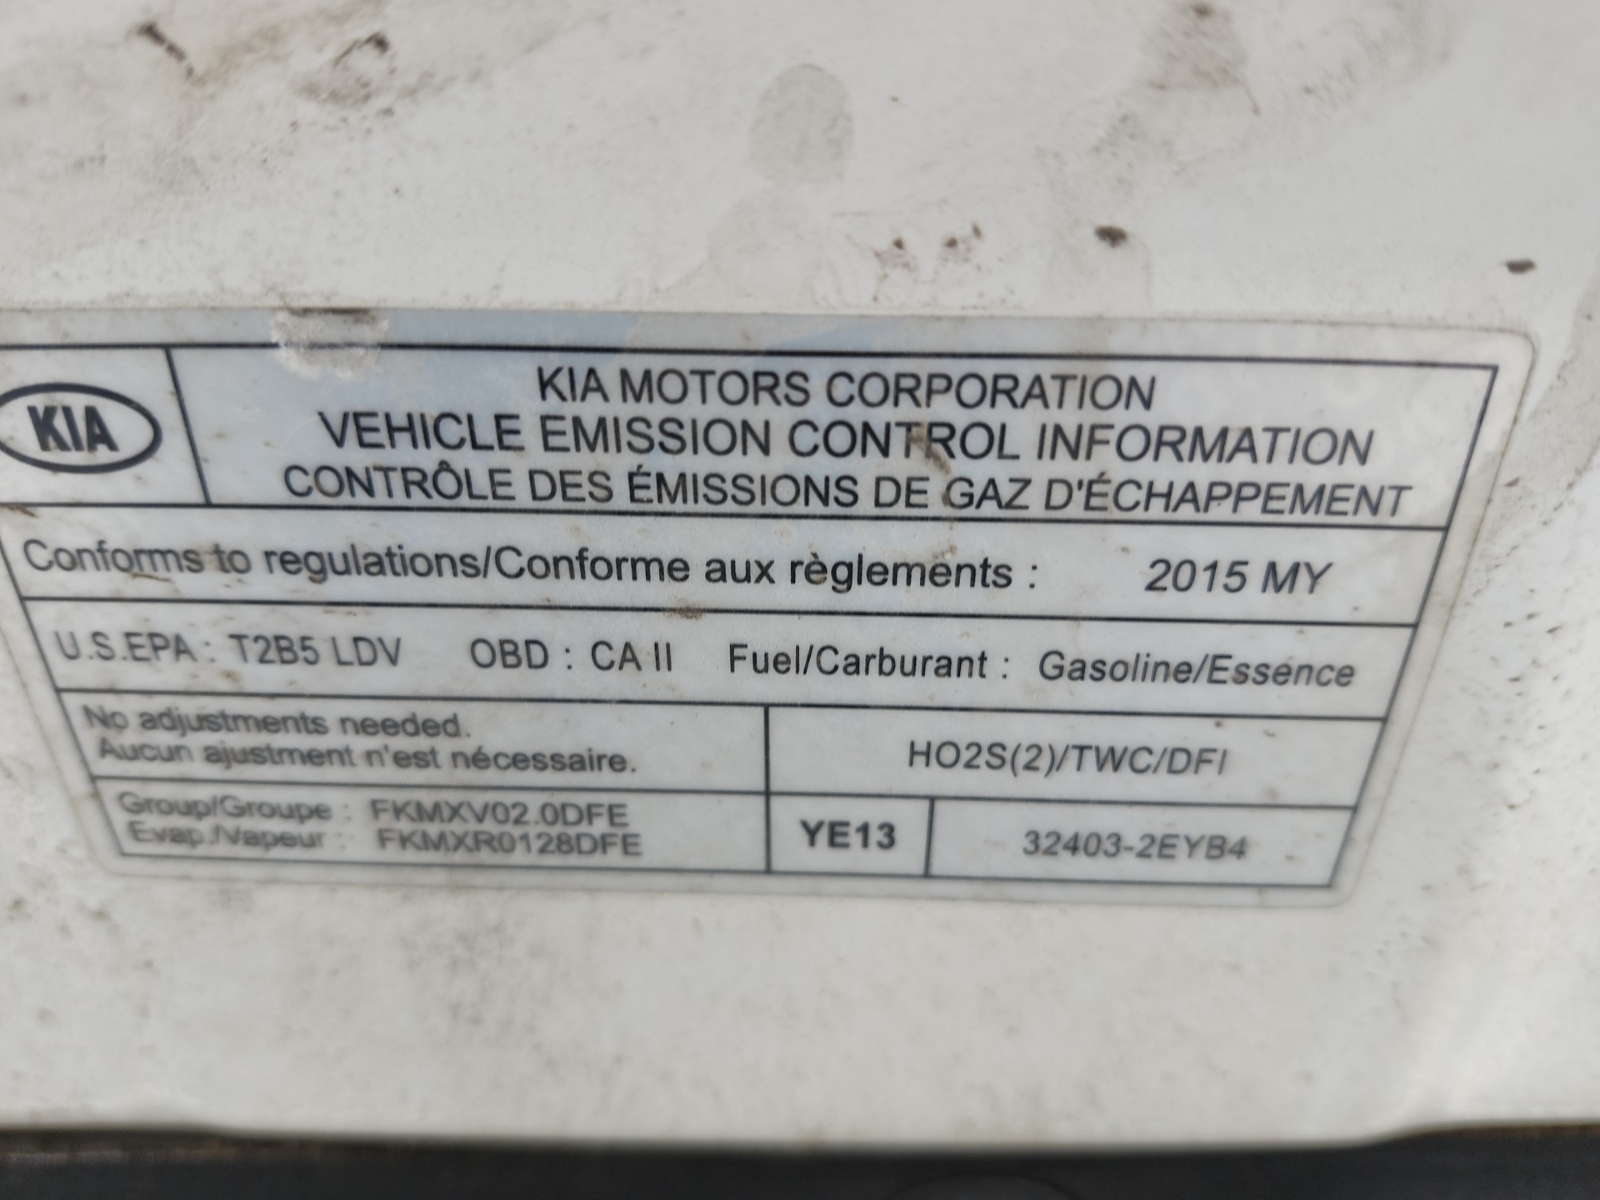 KIA
KIA MOTORS CORPORATION
VEHICLE EMISSION CONTROL INFORMATION
CONTRÔLE DES ÉMISSIONS DE GAZ D'ÉCHAPPEMENT
Conforms to regulations/Conforme aux règlements : 2015 MY
U.S.EPA : T2B5 LDV OBD : CA II Fuel/Carburant : Gasoline/Essence
No adjustments needed.
Aucun ajustment n'est nécessaire.
HO2S(2)/TWC/DFI
Group/Groupe : FKMXV02.0DFE
Evap./Vapeur : FKMXR0128DFE
YE13
32403-2EYB4